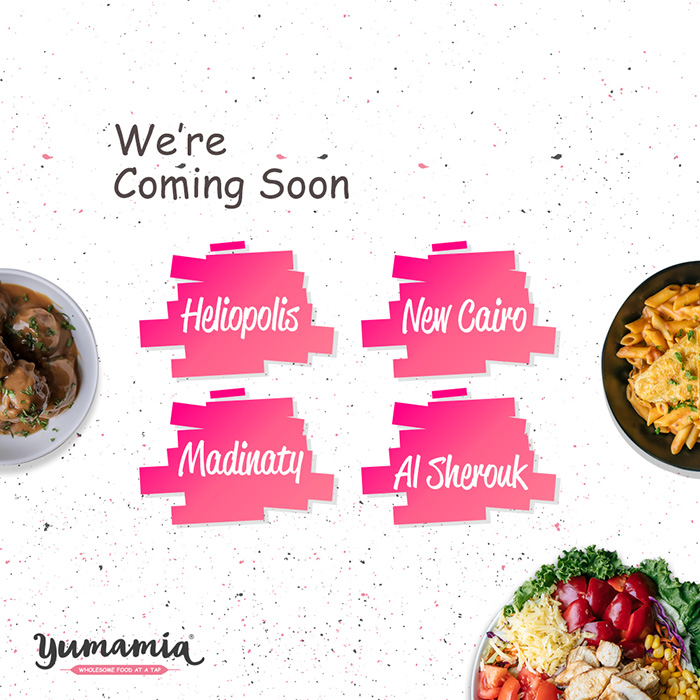 We're
Coming Soon
Heliopolis
New Cairo
Madinaty
Al Sherouk
yumamia®
WHOLESOME FOOD AT A TAP